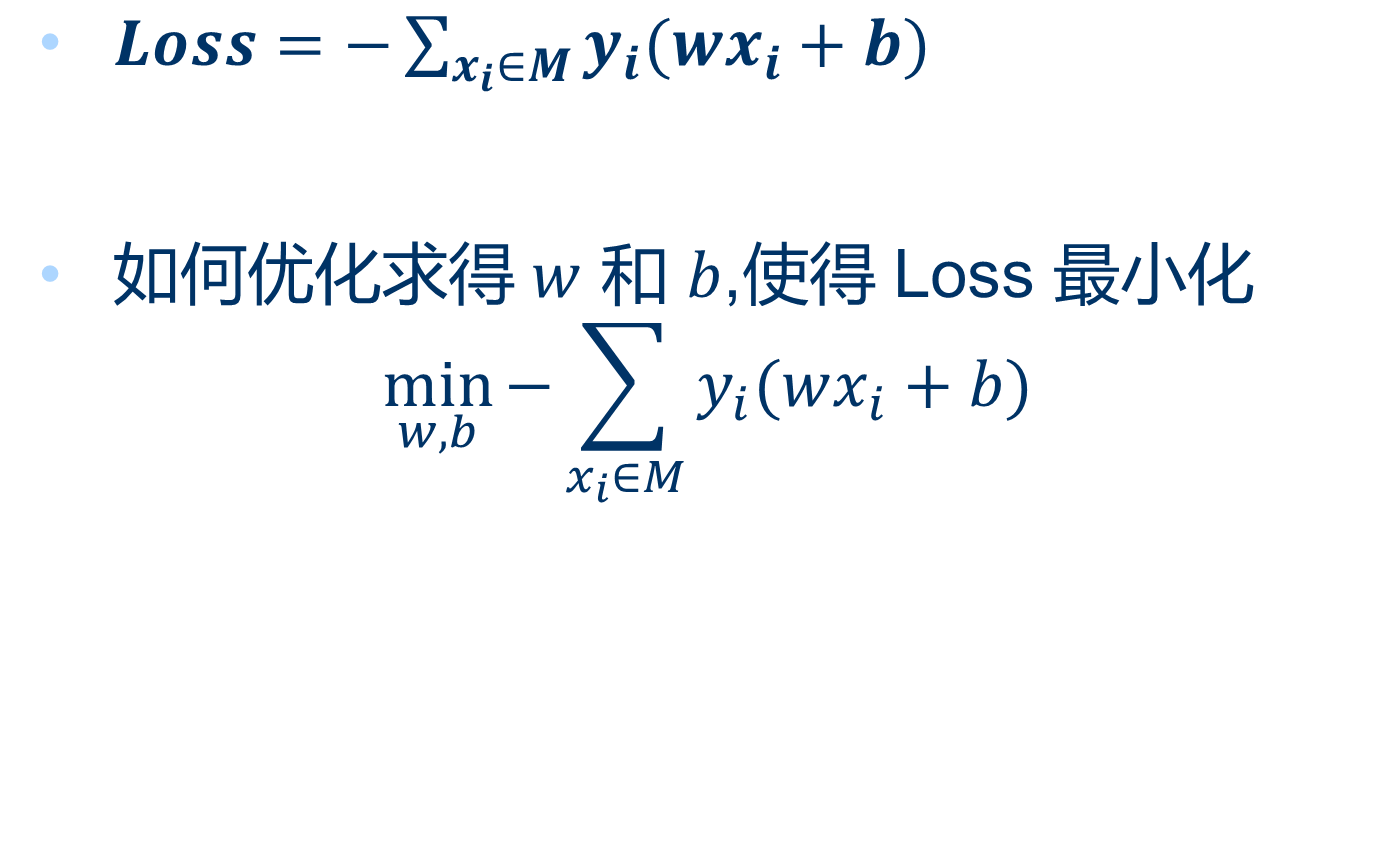 • Loss = −∑_{x_i∈M} y_i(wx_i + b)
• 如何优化求得 w 和 b,使得 Loss 最小化
min_{w,b} − ∑_{x_i∈M} y_i(wx_i + b)